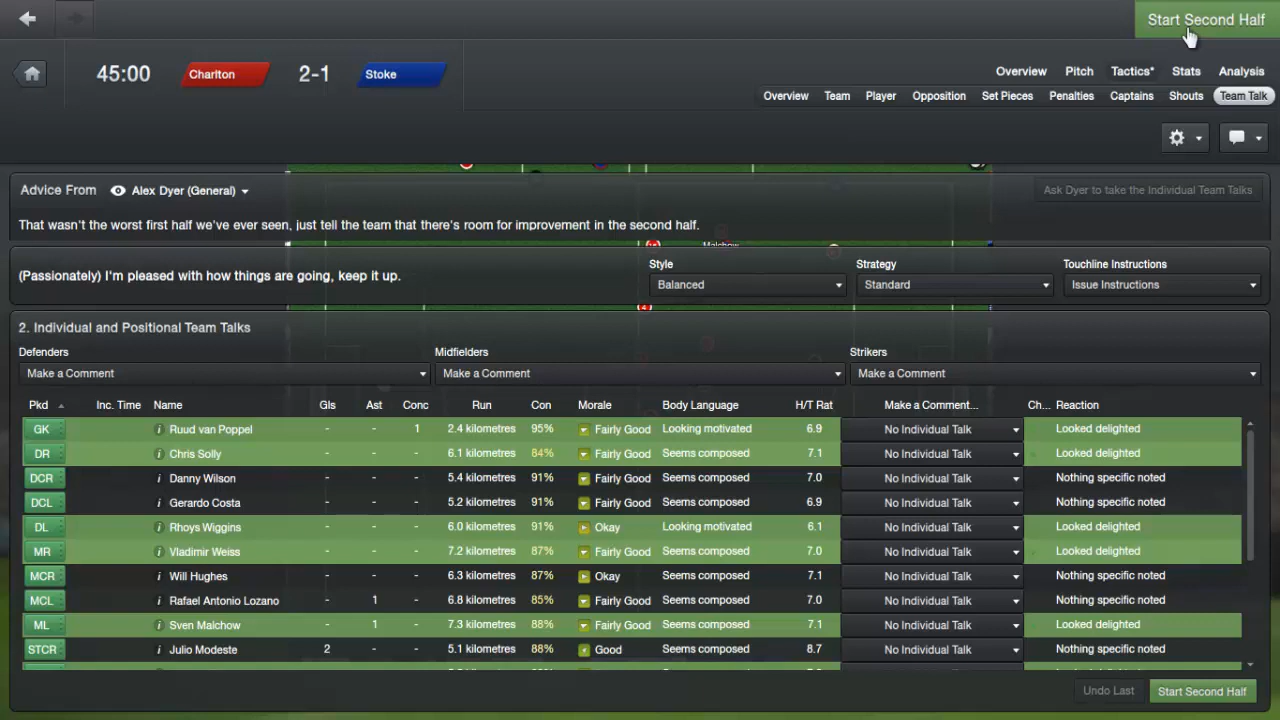 Start Second Half
45:00 Charlton 2-1 Stoke
Overview Pitch Tactics* Stats Analysis
Overview Team Player Opposition Set Pieces Penalties Captains Shouts Team Talk
Advice From Alex Dyer (General) Ask Dyer to take the Individual Team Talks
That wasn't the worst first half we've ever seen, just tell the team that there's room for improvement in the second half.
Malchow
Style Strategy Touchline Instructions
(Passionately) I'm pleased with how things are going, keep it up. Balanced Standard Issue Instructions
2. Individual and Positional Team Talks
Defenders Midfielders Strikers
Make a Comment Make a Comment Make a Comment
Pkd Inc. Time Name Gls Ast Conc Run Con Morale Body Language H/T Rat Make a Comment... Ch... Reaction
GK i Ruud van Poppel - - 1 2.4 kilometres 95% Fairly Good Looking motivated 6.9 No Individual Talk Looked delighted
DR i Chris Solly - - - 6.1 kilometres 84% Fairly Good Seems composed 7.1 No Individual Talk Looked delighted
DCR i Danny Wilson - - - 5.4 kilometres 91% Fairly Good Seems composed 7.0 No Individual Talk Nothing specific noted
DCL i Gerardo Costa - - - 5.2 kilometres 91% Fairly Good Seems composed 6.9 No Individual Talk Nothing specific noted
DL i Rhoys Wiggins - - - 6.0 kilometres 91% Okay Looking motivated 6.1 No Individual Talk Looked delighted
MR i Vladimir Weiss - - - 7.2 kilometres 87% Fairly Good Seems composed 7.0 No Individual Talk Looked delighted
MCR i Will Hughes - - - 6.3 kilometres 87% Okay Seems composed 7.1 No Individual Talk Nothing specific noted
MCL i Rafael Antonio Lozano - 1 - 6.8 kilometres 85% Fairly Good Seems composed 7.0 No Individual Talk Nothing specific noted
ML i Sven Malchow - 1 - 7.3 kilometres 88% Fairly Good Seems composed 7.1 No Individual Talk Looked delighted
STCR i Julio Modeste 2 - - 5.1 kilometres 88% Good Seems composed 8.7 No Individual Talk Nothing specific noted
Undo Last Start Second Half